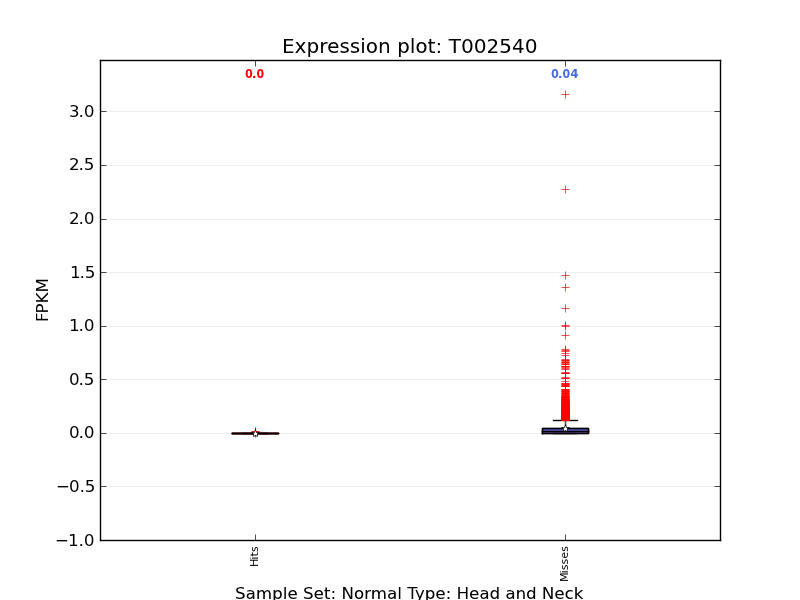 Expression plot: T002540
0.0 0.04
3.0
2.5
2.0
1.5
1.0
0.5
0.0
−0.5
−1.0
FPKM
Hits Misses
Sample Set: Normal Type: Head and Neck